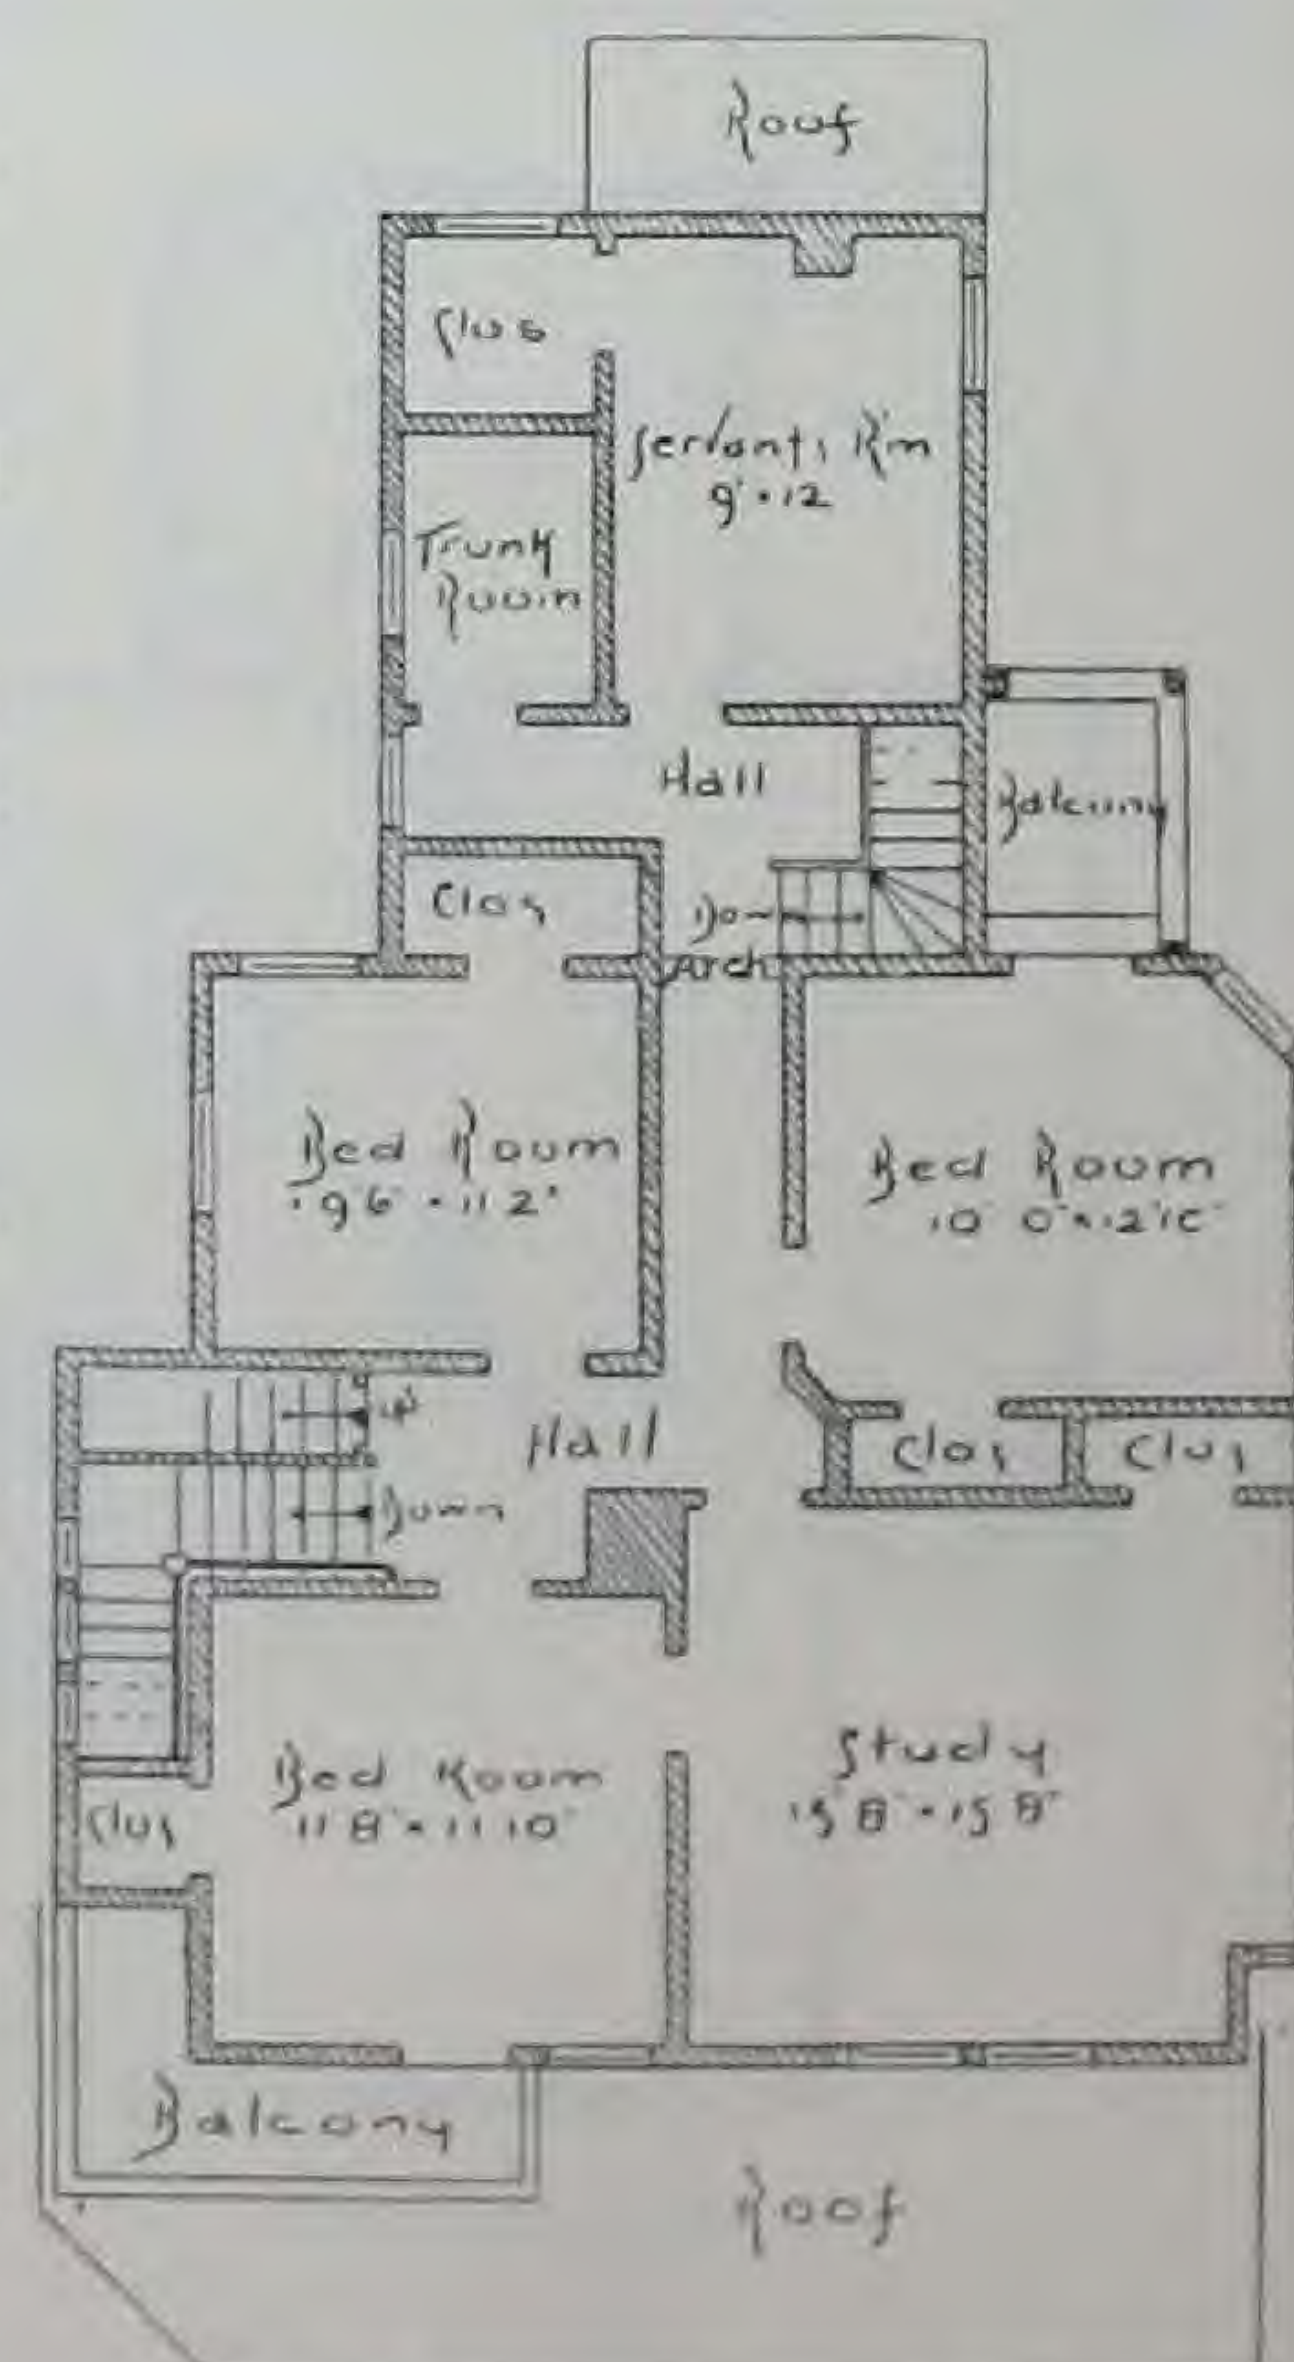 Roof
Clos
Servants R'm
9' • 12
Trunk
Room
Hall
Balcony
Clos
Do
Arch
Bed Room
9'6" • 11'2"
Bed Room
Up
Hall
Clos
Clos
Down
Study
15'8" • 15'8"
Bed Room
11'8" • 11'10"
Clos
Balcony
Roof